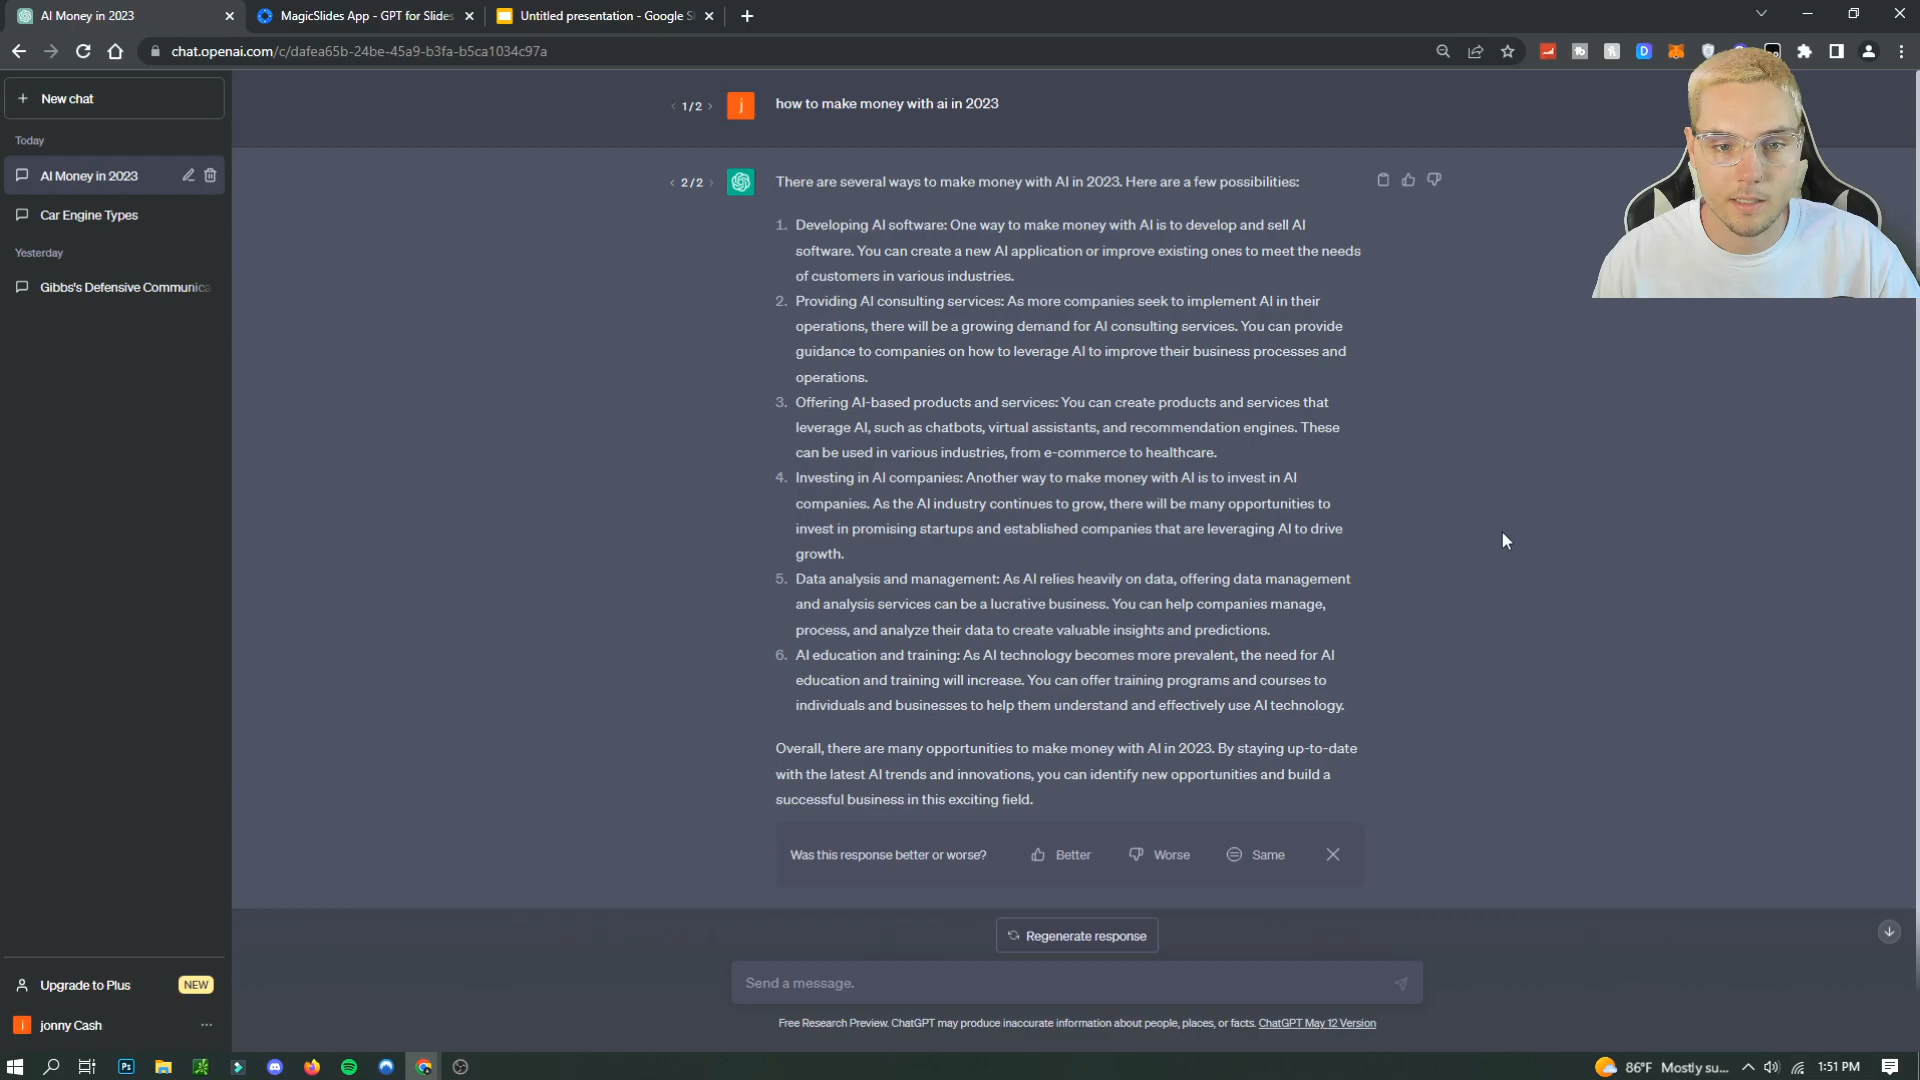 AI Money in 2023
MagicSlides App - GPT for Slides
Untitled presentation - Google S
chat.openai.com/c/dafea65b-24be-45a9-b3fa-b5ca1034c97a
New chat
Today
AI Money in 2023
Car Engine Types
Yesterday
Gibbs's Defensive Communica
Upgrade to Plus NEW
j jonny Cash
1/2 j how to make money with ai in 2023
2/2 There are several ways to make money with AI in 2023. Here are a few possibilities:
1. Developing AI software: One way to make money with AI is to develop and sell AI
software. You can create a new AI application or improve existing ones to meet the needs
of customers in various industries.
2. Providing AI consulting services: As more companies seek to implement AI in their
operations, there will be a growing demand for AI consulting services. You can provide
guidance to companies on how to leverage AI to improve their business processes and
operations.
3. Offering AI-based products and services: You can create products and services that
leverage AI, such as chatbots, virtual assistants, and recommendation engines. These
can be used in various industries, from e-commerce to healthcare.
4. Investing in AI companies: Another way to make money with AI is to invest in AI
companies. As the AI industry continues to grow, there will be many opportunities to
invest in promising startups and established companies that are leveraging AI to drive
growth.
5. Data analysis and management: As AI relies heavily on data, offering data management
and analysis services can be a lucrative business. You can help companies manage,
process, and analyze their data to create valuable insights and predictions.
6. AI education and training: As AI technology becomes more prevalent, the need for AI
education and training will increase. You can offer training programs and courses to
individuals and businesses to help them understand and effectively use AI technology.
Overall, there are many opportunities to make money with AI in 2023. By staying up-to-date
with the latest AI trends and innovations, you can identify new opportunities and build a
successful business in this exciting field.
Was this response better or worse? Better Worse Same
Regenerate response
Send a message.
Free Research Preview. ChatGPT may produce inaccurate information about people, places, or facts. ChatGPT May 12 Version
Ps
86°F Mostly su... 1:51 PM